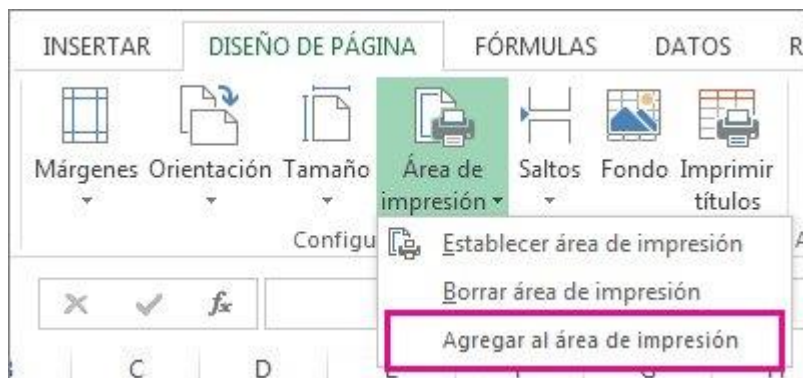 INSERTAR DISEÑO DE PÁGINA FÓRMULAS DATOS R
Márgenes Orientación Tamaño Área de impresión Saltos Fondo Imprimir títulos
Configu
Establecer área de impresión
Borrar área de impresión
Agregar al área de impresión
fx
C D